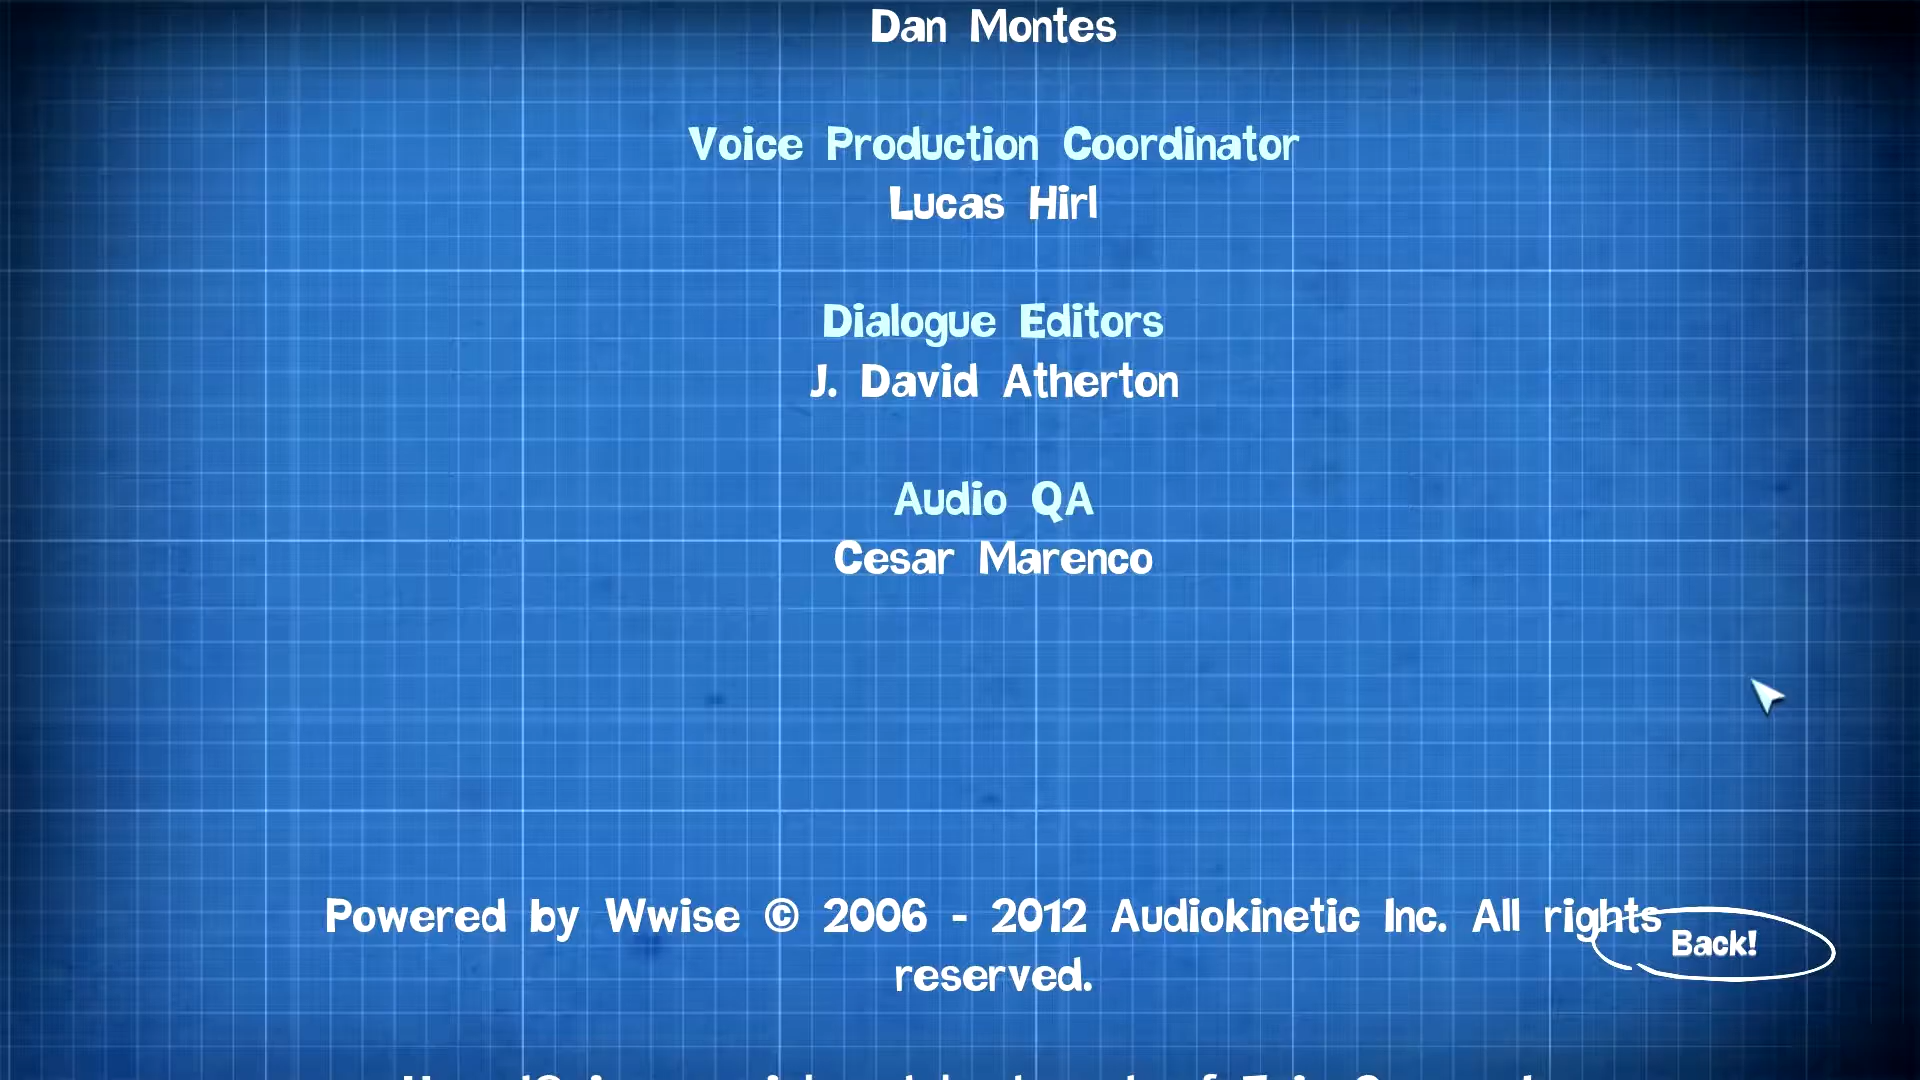 Dan Montes
Voice Production Coordinator
Lucas Hirl
Dialogue Editors
J. David Atherton
Audio QA
Cesar Marenco
Powered by Wwise © 2006 - 2012 Audiokinetic Inc. All rights
reserved.
Back!